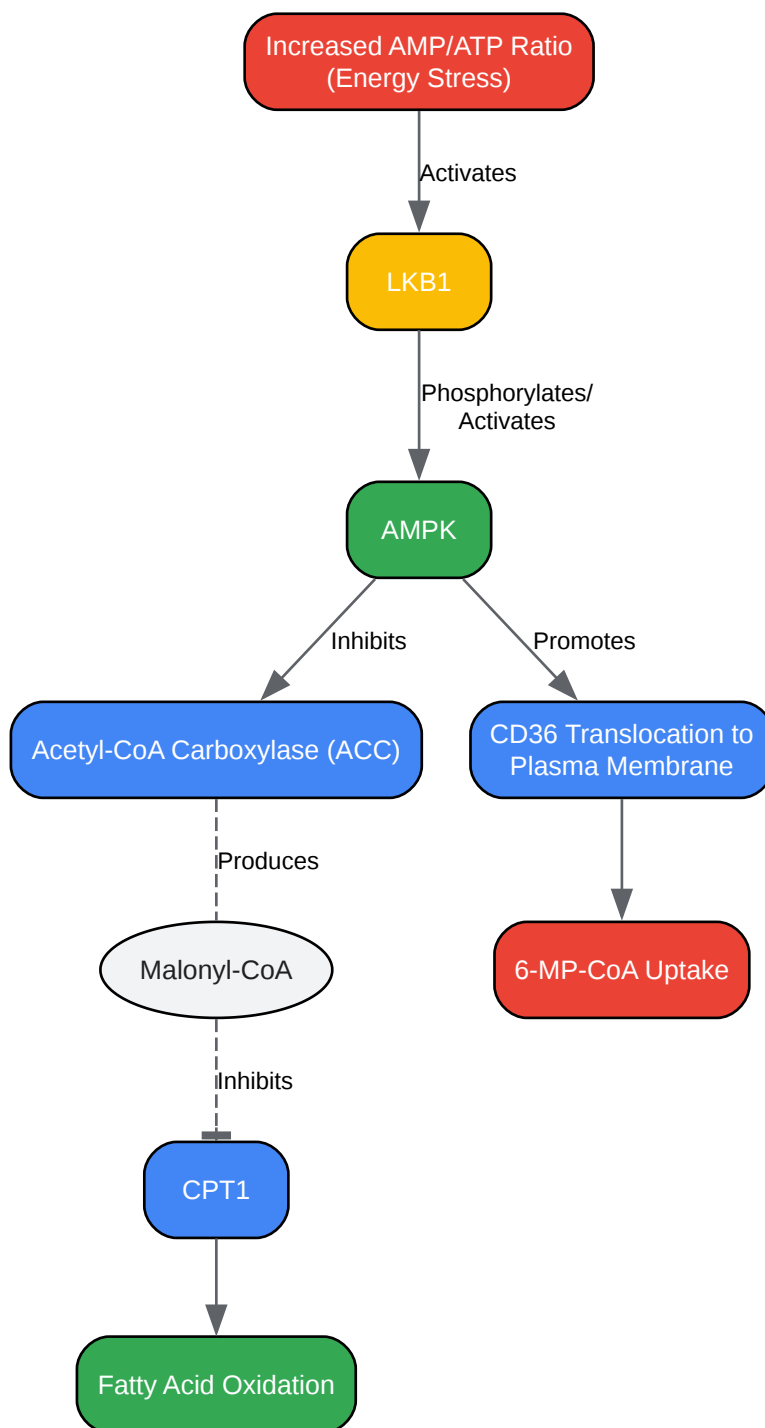 Increased AMP/ATP Ratio
(Energy Stress)
Activates
LKB1
Phosphorylates/
Activates
AMPK
Inhibits
Promotes
Acetyl-CoA Carboxylase (ACC)
CD36 Translocation to
Plasma Membrane
Produces
Malonyl-CoA
6-MP-CoA Uptake
Inhibits
CPT1
Fatty Acid Oxidation